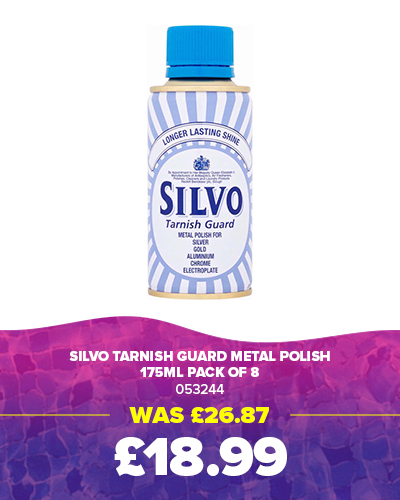 LONGER LASTING SHINE
SILVO
Tarnish Guard
METAL POLISH FOR
SILVER
GOLD
ALUMINIUM
CHROME
ELECTROPLATE
SILVO TARNISH GUARD METAL POLISH
175ML PACK OF 8
053244
WAS £26.87
£18.99